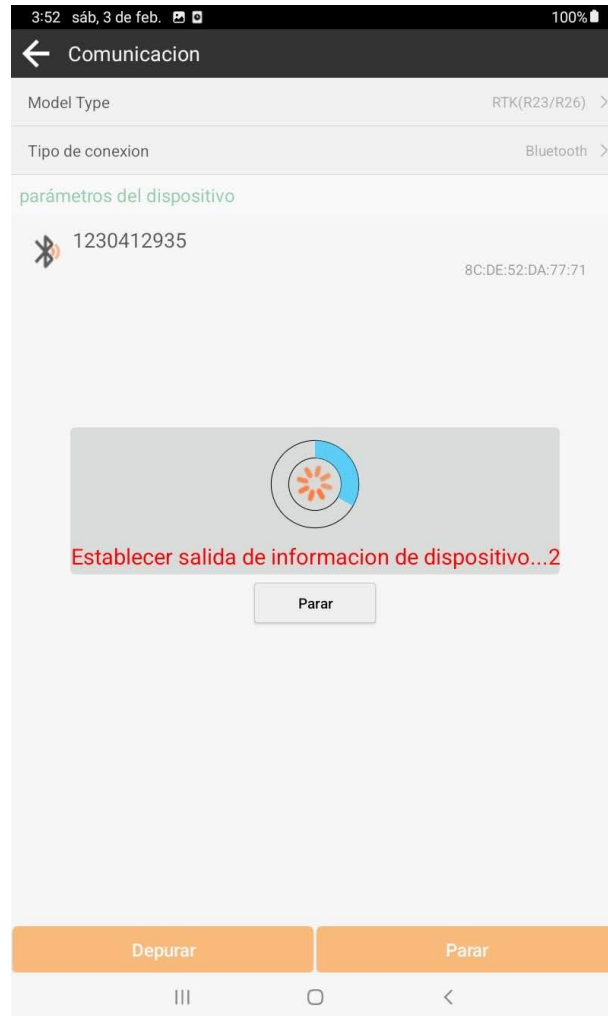 3:52 sáb, 3 de feb. 100%
Comunicacion
Model Type RTK(R23/R26)
Tipo de conexion Bluetooth
parámetros del dispositivo
1230412935
8C:DE:52:DA:77:71
Establecer salida de informacion de dispositivo...2
Parar
Depurar Parar